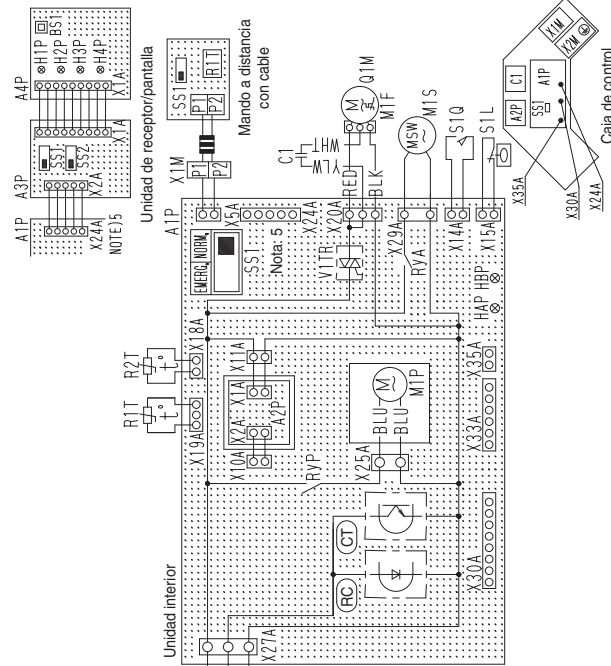 A1P
X24A
NOTE)5
A3P
SS1
SS2
X2A
X1A
A4P
H1P
BS1
H2P
H3P
H4P
X1A
Unidad de receptor/pantalla
SS1
P1
P2
R1T
X1M
P1
P2
Mando a distancia
con cable
Unidad interior
X27A
R1T
t°
X19A
R2T
t°
X18A
A1P
X5A
EMERG.
NORM.
SS1
Nota: 5
X24A
X10A
X2A
X1A
A2P
X11A
V1TR
X20A
YLW
WHT
C1
RED
BLK
Q1M
M
M1F
RyP
X25A
BLU
BLU
M
M1P
RyA
X29A
MSW
M1S
X14A
S1Q
X15A
S1L
RC
CT
X30A
X33A
X35A
HAP
HBP
C1
A2P
SS1
A1P
X1M
X2M
X35A
X30A
X24A
Caja de control